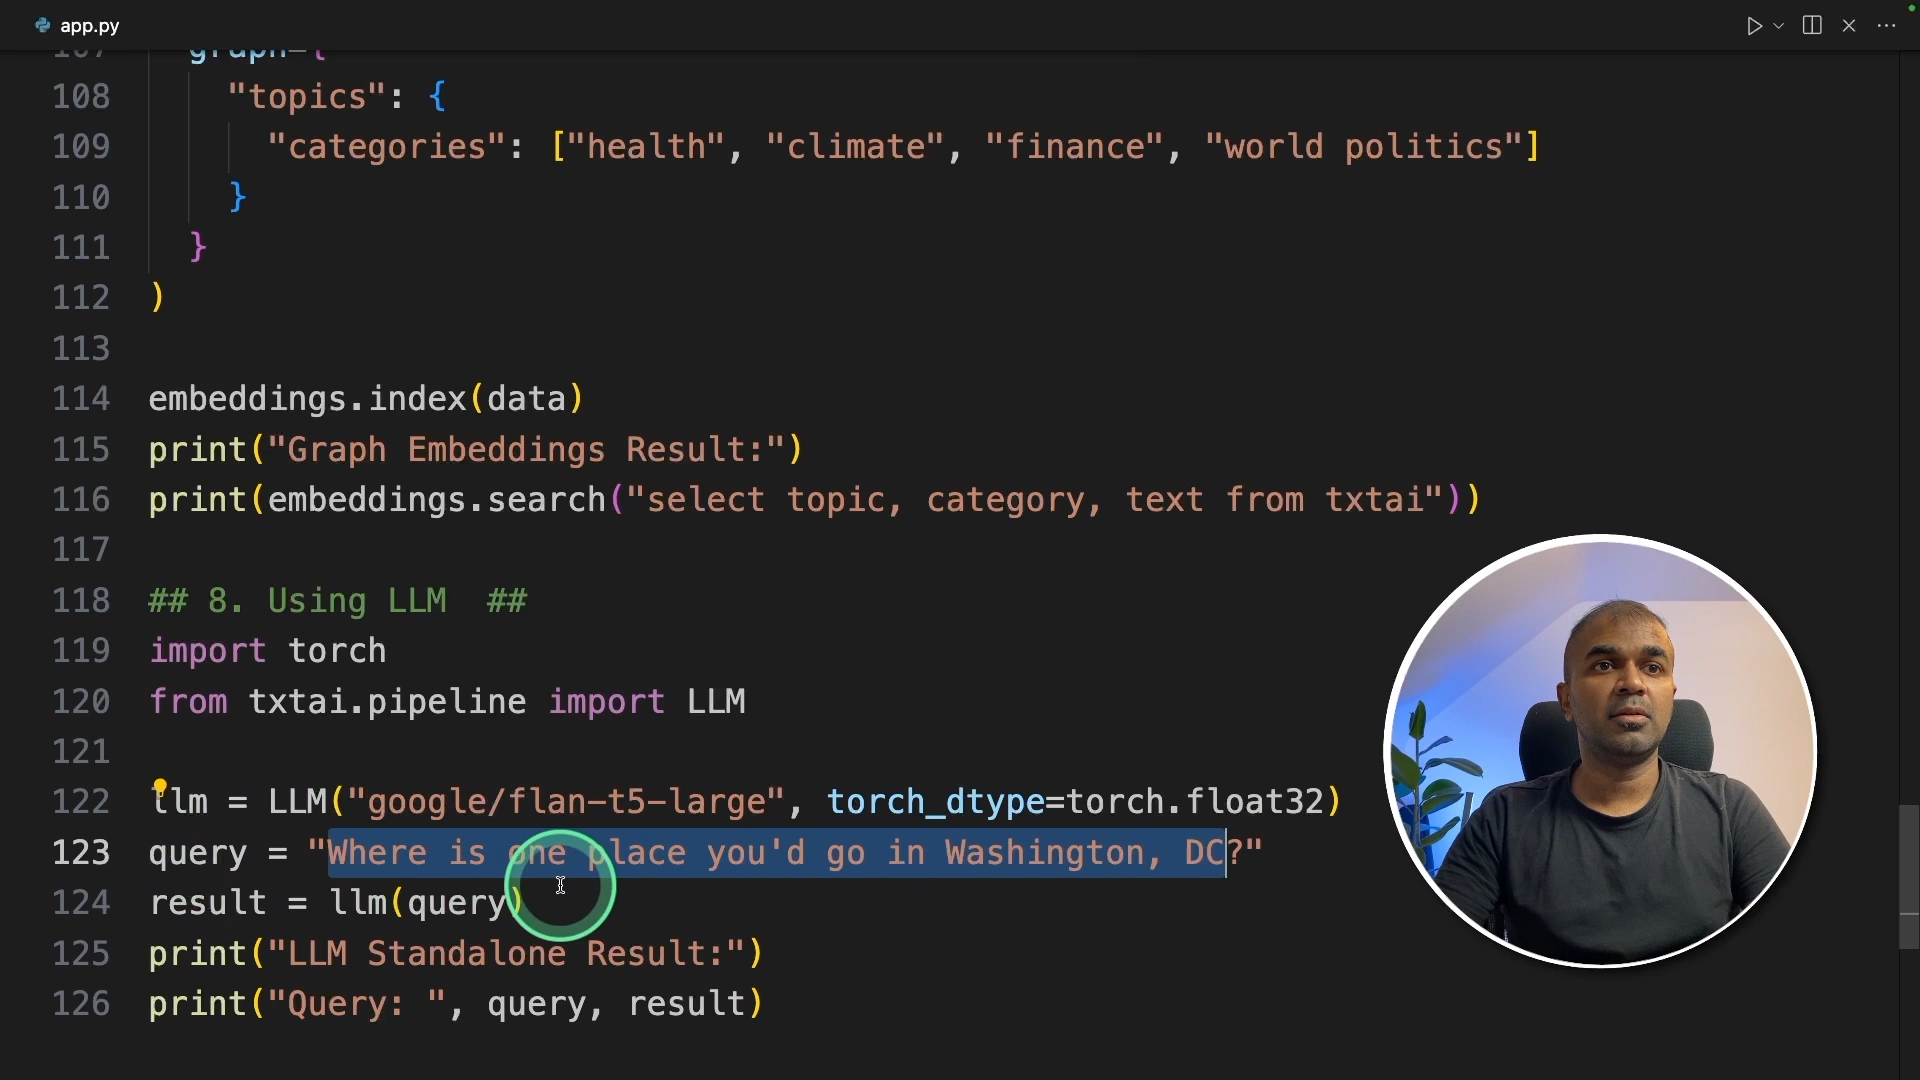 app.py
107 graph={
108 "topics": {
109 "categories": ["health", "climate", "finance", "world politics"]
110 }
111 }
112 )
113
114 embeddings.index(data)
115 print("Graph Embeddings Result:")
116 print(embeddings.search("select topic, category, text from txtai"))
117
118 ## 8. Using LLM  ##
119 import torch
120 from txtai.pipeline import LLM
121
122 llm = LLM("google/flan-t5-large", torch_dtype=torch.float32)
123 query = "Where is one place you'd go in Washington, DC?"
124 result = llm(query)
125 print("LLM Standalone Result:")
126 print("Query: ", query, result)